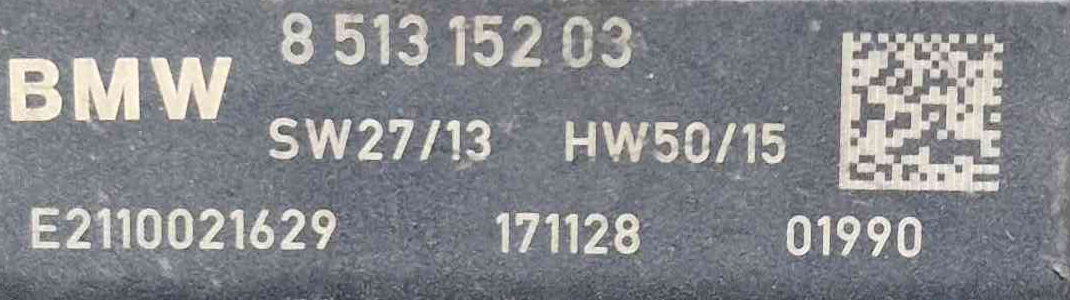 8 513 152 03
BMW
SW27/13 HW50/15
E2110021629 171128 01990